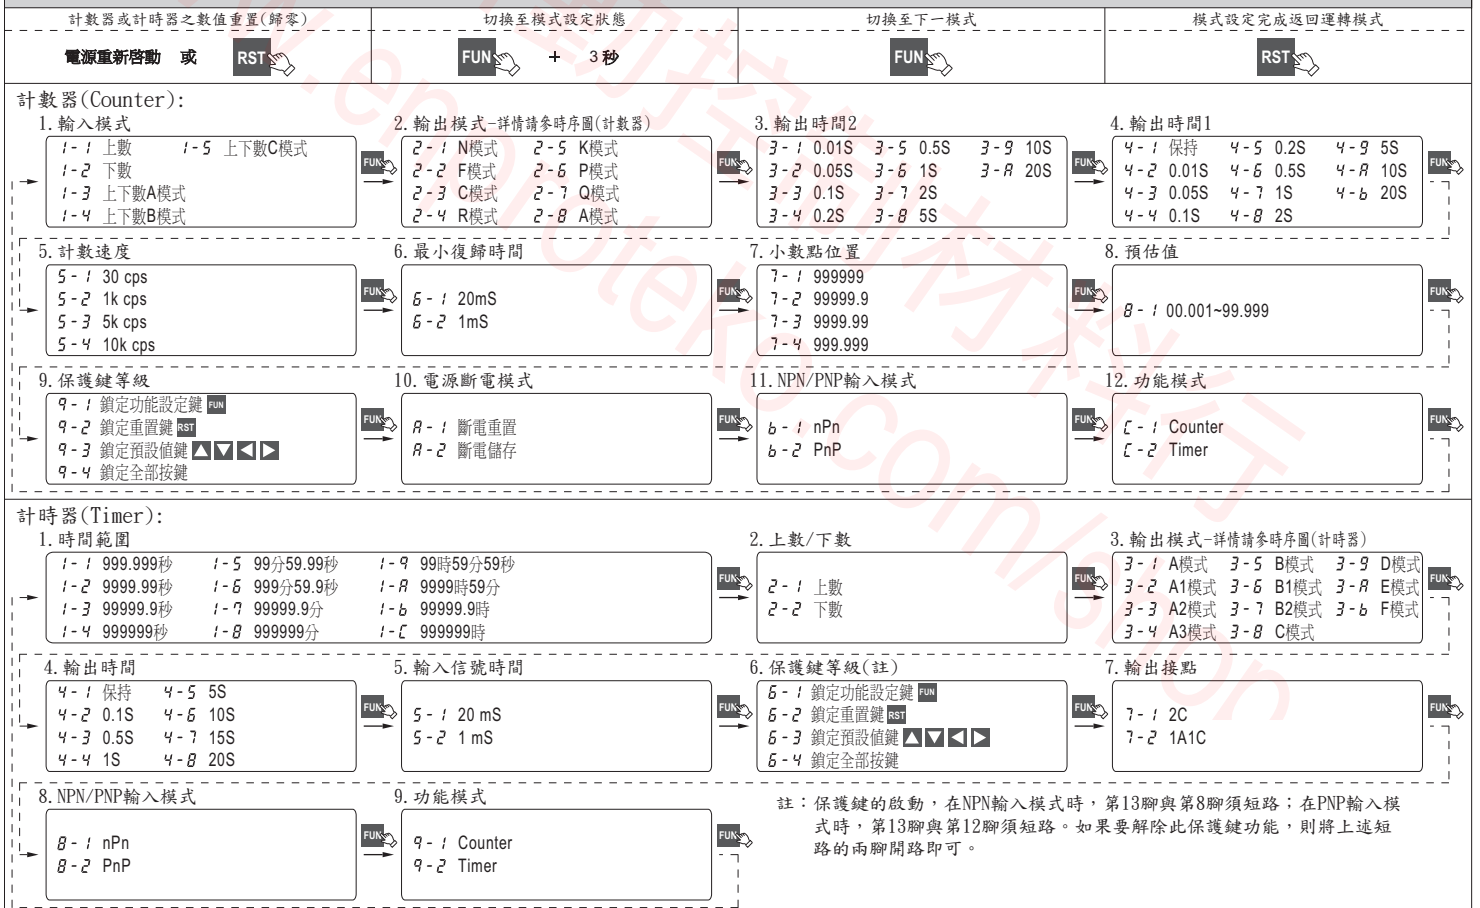 計數器或計時器之數值重置(歸零)
切換至模式設定狀態
切換至下一模式
模式設定完成返回運轉模式
電源重新啓動 或 RST
FUN + 3秒
FUN
RST
計數器(Counter):
1.輸入模式
1-1 上數 1-5 上下數C模式
1-2 下數
1-3 上下數A模式
1-4 上下數B模式
FUN
2.輸出模式-詳情請參時序圖(計數器)
2-1 N模式 2-5 K模式
2-2 F模式 2-6 P模式
2-3 C模式 2-7 Q模式
2-4 R模式 2-8 A模式
FUN
3.輸出時間2
3-1 0.01S 3-5 0.5S 3-9 10S
3-2 0.05S 3-6 1S 3-A 20S
3-3 0.1S 3-7 2S
3-4 0.2S 3-8 5S
FUN
4.輸出時間1
4-1 保持 4-5 0.2S 4-9 5S
4-2 0.01S 4-6 0.5S 4-A 10S
4-3 0.05S 4-7 1S 4-b 20S
4-4 0.1S 4-8 2S
FUN
5.計數速度
5-1 30 cps
5-2 1k cps
5-3 5k cps
5-4 10k cps
FUN
6.最小復歸時間
6-1 20mS
6-2 1mS
FUN
7.小數點位置
7-1 999999
7-2 99999.9
7-3 9999.99
7-4 999.999
FUN
8.預估值
8-1 00.001~99.999
FUN
9.保護鍵等級
9-1 鎖定功能設定鍵 FUN
9-2 鎖定重置鍵 RST
9-3 鎖定預設值鍵 ▲ ▼ ◀ ▶
9-4 鎖定全部按鍵
FUN
10.電源斷電模式
A-1 斷電重置
A-2 斷電儲存
FUN
11.NPN/PNP輸入模式
b-1 nPn
b-2 PnP
FUN
12.功能模式
C-1 Counter
C-2 Timer
FUN
計時器(Timer):
1.時間範圍
1-1 999.999秒 1-5 99分59.99秒 1-9 99時59分59秒
1-2 9999.99秒 1-6 999分59.9秒 1-A 9999時59分
1-3 99999.9秒 1-7 99999.9分 1-b 99999.9時
1-4 999999秒 1-8 999999分 1-C 999999時
FUN
2.上數/下數
2-1 上數
2-2 下數
FUN
3.輸出模式-詳情請參時序圖(計時器)
3-1 A模式 3-5 B模式 3-9 D模式
3-2 A1模式 3-6 B1模式 3-A E模式
3-3 A2模式 3-7 B2模式 3-b F模式
3-4 A3模式 3-8 C模式
FUN
4.輸出時間
4-1 保持 4-5 5S
4-2 0.1S 4-6 10S
4-3 0.5S 4-7 15S
4-4 1S 4-8 20S
FUN
5.輸入信號時間
5-1 20 mS
5-2 1 mS
FUN
6.保護鍵等級(註)
6-1 鎖定功能設定鍵 FUN
6-2 鎖定重置鍵 RST
6-3 鎖定預設值鍵 ▲ ▼ ◀ ▶
6-4 鎖定全部按鍵
FUN
7.輸出接點
7-1 2C
7-2 1A1C
FUN
8.NPN/PNP輸入模式
8-1 nPn
8-2 PnP
FUN
9.功能模式
9-1 Counter
9-2 Timer
FUN
註：保護鍵的啟動，在NPN輸入模式時，第13腳與第8腳須短路；在PNP輸入模
式時，第13腳與第12腳須短路。如果要解除此保護鍵功能，則將上述短
路的兩腳開路即可。